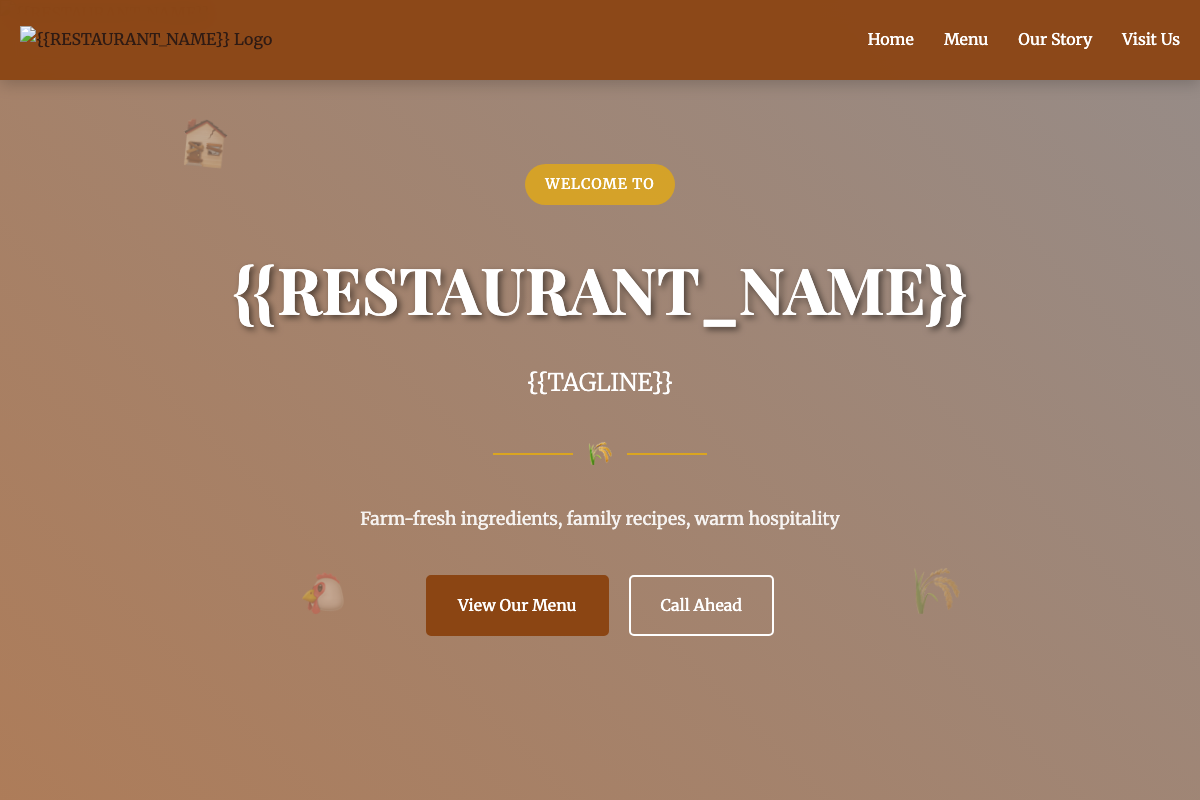 {{RESTAURANT_NAME}} Logo
Home
Menu
Our Story
Visit Us
WELCOME TO
{{RESTAURANT_NAME}}
{{TAGLINE}}
Farm-fresh ingredients, family recipes, warm hospitality
View Our Menu
Call Ahead